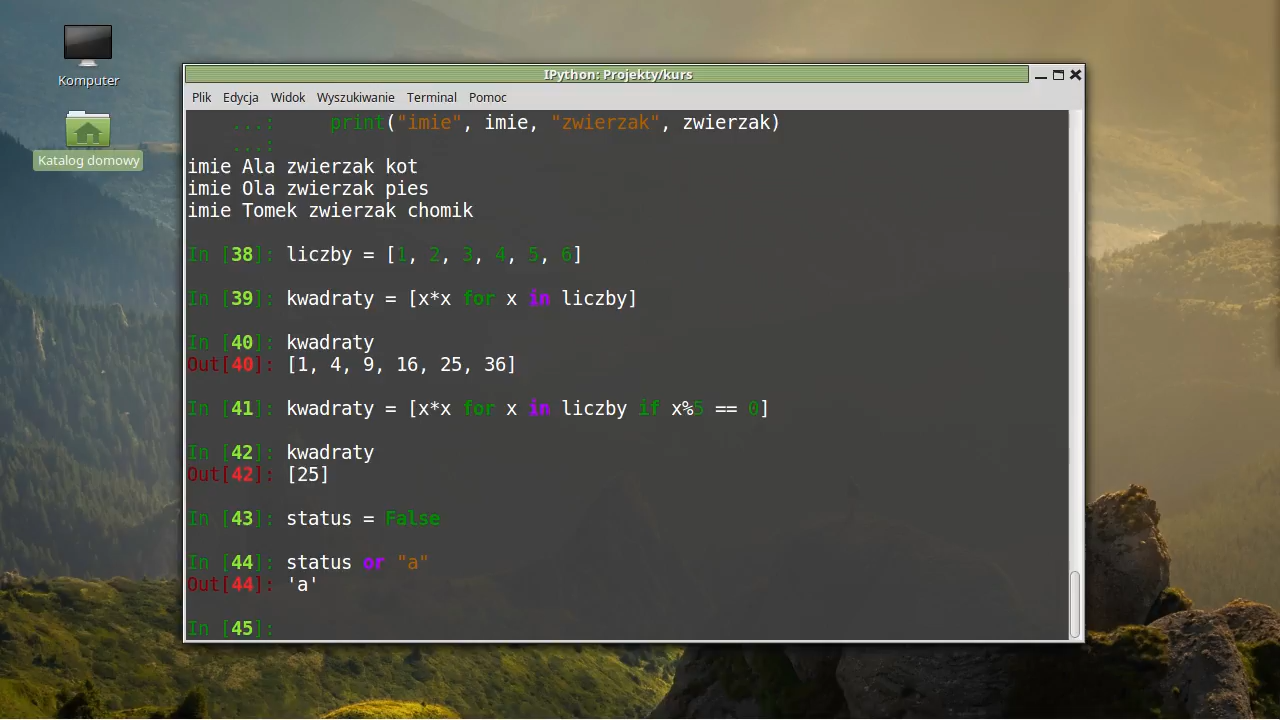 Komputer
Katalog domowy
IPython: Projekty/kurs
Plik Edycja Widok Wyszukiwanie Terminal Pomoc
...:     print("imie", imie, "zwierzak", zwierzak)
...:
imie Ala zwierzak kot
imie Ola zwierzak pies
imie Tomek zwierzak chomik
In [38]: liczby = [1, 2, 3, 4, 5, 6]
In [39]: kwadraty = [x*x for x in liczby]
In [40]: kwadraty
Out[40]: [1, 4, 9, 16, 25, 36]
In [41]: kwadraty = [x*x for x in liczby if x%5 == 0]
In [42]: kwadraty
Out[42]: [25]
In [43]: status = False
In [44]: status or "a"
Out[44]: 'a'
In [45]: